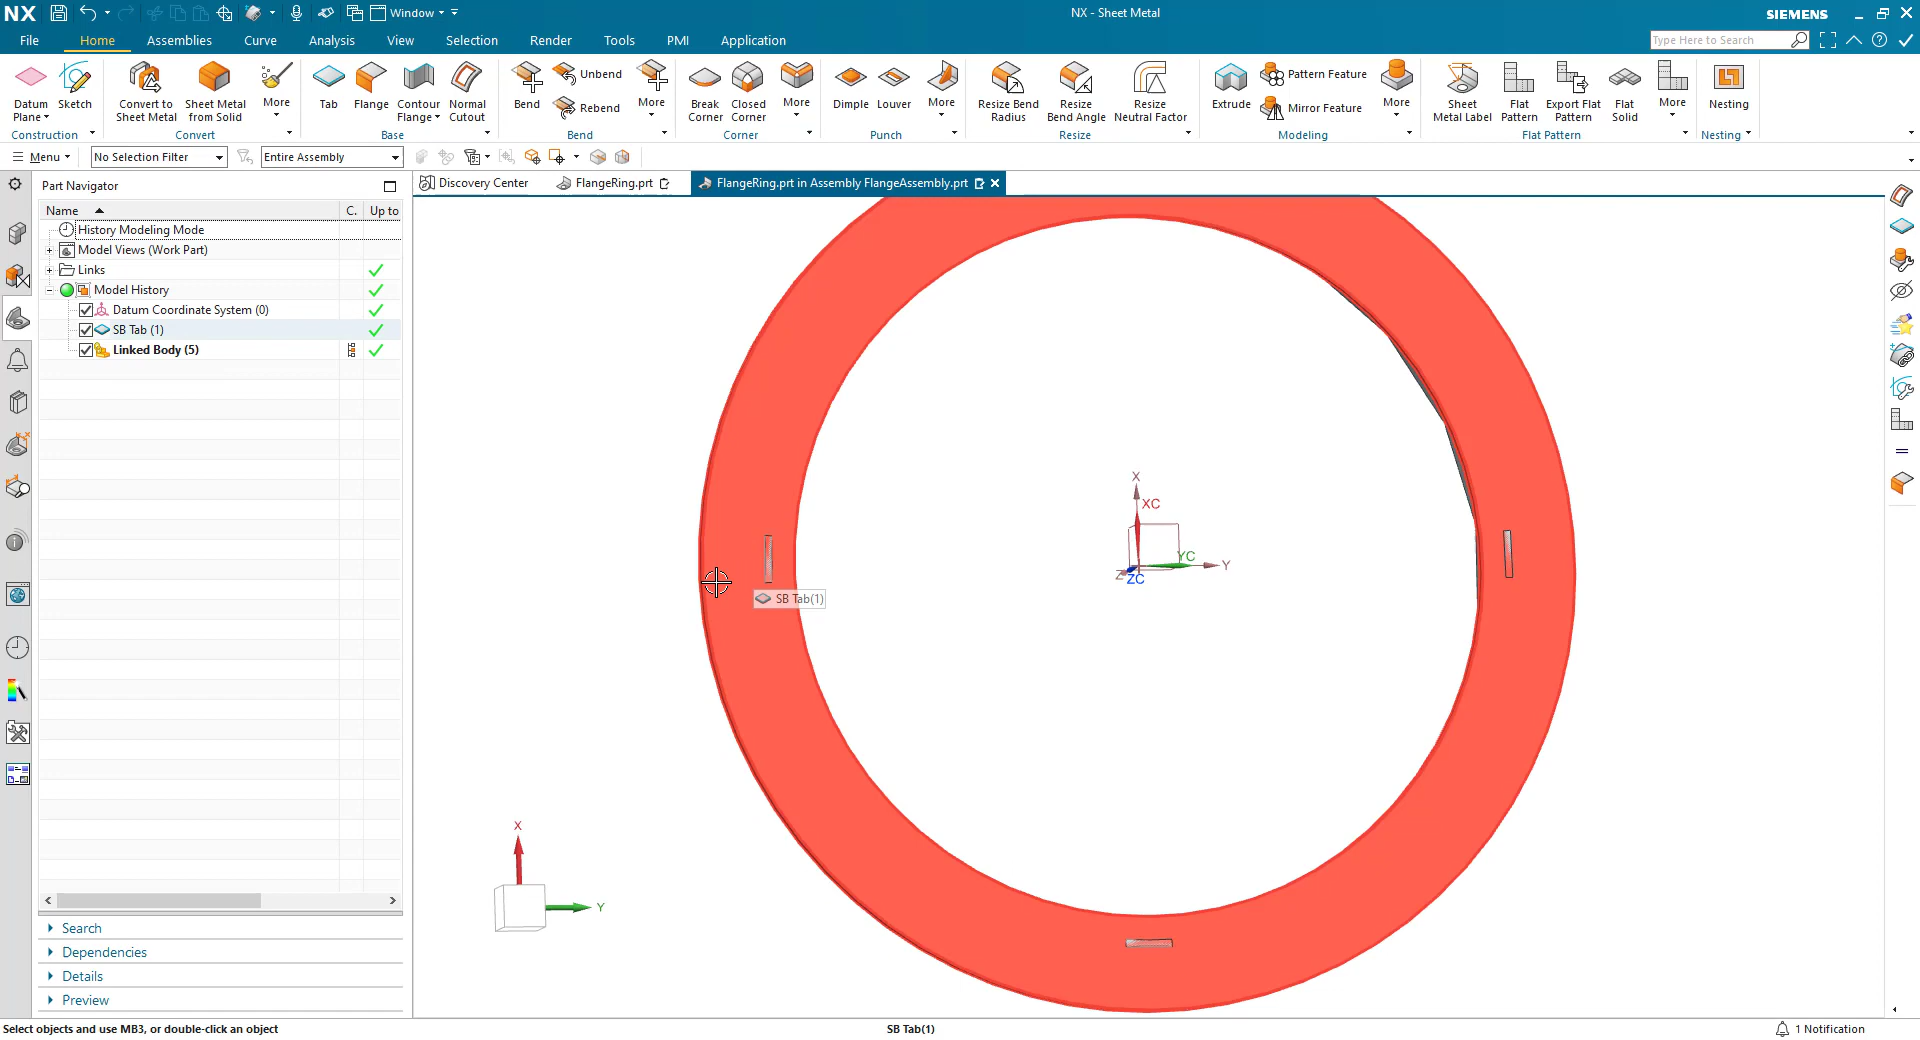 NX
Window
NX - Sheet Metal
SIEMENS
File
Home
Assemblies
Curve
Analysis
View
Selection
Render
Tools
PMI
Application
Type Here to Search
Datum Plane
Sketch
Construction
Convert to Sheet Metal
Sheet Metal from Solid
More
Convert
Tab
Flange
Contour Flange
Normal Cutout
Base
Bend
Unbend
Rebend
More
Bend
Break Corner
Closed Corner
More
Corner
Dimple
Louver
More
Punch
Resize Bend Radius
Resize Bend Angle
Resize Neutral Factor
Resize
Extrude
Pattern Feature
Mirror Feature
More
Modeling
Sheet Metal Label
Flat Pattern
Export Flat Pattern
Flat Solid
More
Flat Pattern
Nesting
Nesting
Menu
No Selection Filter
Entire Assembly
Part Navigator
Discovery Center
FlangeRing.prt
FlangeRing.prt in Assembly FlangeAssembly.prt
Name
C.
Up to
History Modeling Mode
Model Views (Work Part)
Links
Model History
Datum Coordinate System (0)
SB Tab (1)
Linked Body (5)
X
XC
YC
Y
Z
ZC
SB Tab(1)
X
Y
Search
Dependencies
Details
Preview
Select objects and use MB3, or double-click an object
SB Tab(1)
1 Notification